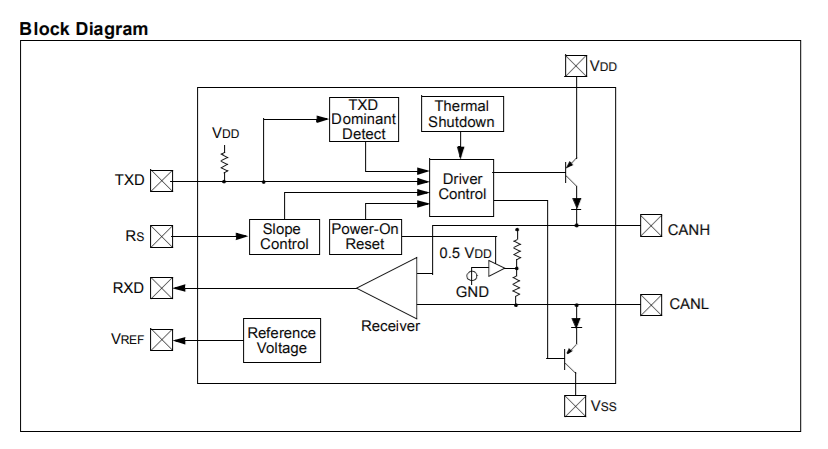 Block Diagram
VDD
TXD
Dominant
Detect
Thermal
Shutdown
VDD
TXD
Driver
Control
RS
Slope
Control
Power-On
Reset
CANH
0.5 VDD
GND
RXD
CANL
Receiver
VREF
Reference
Voltage
VSS